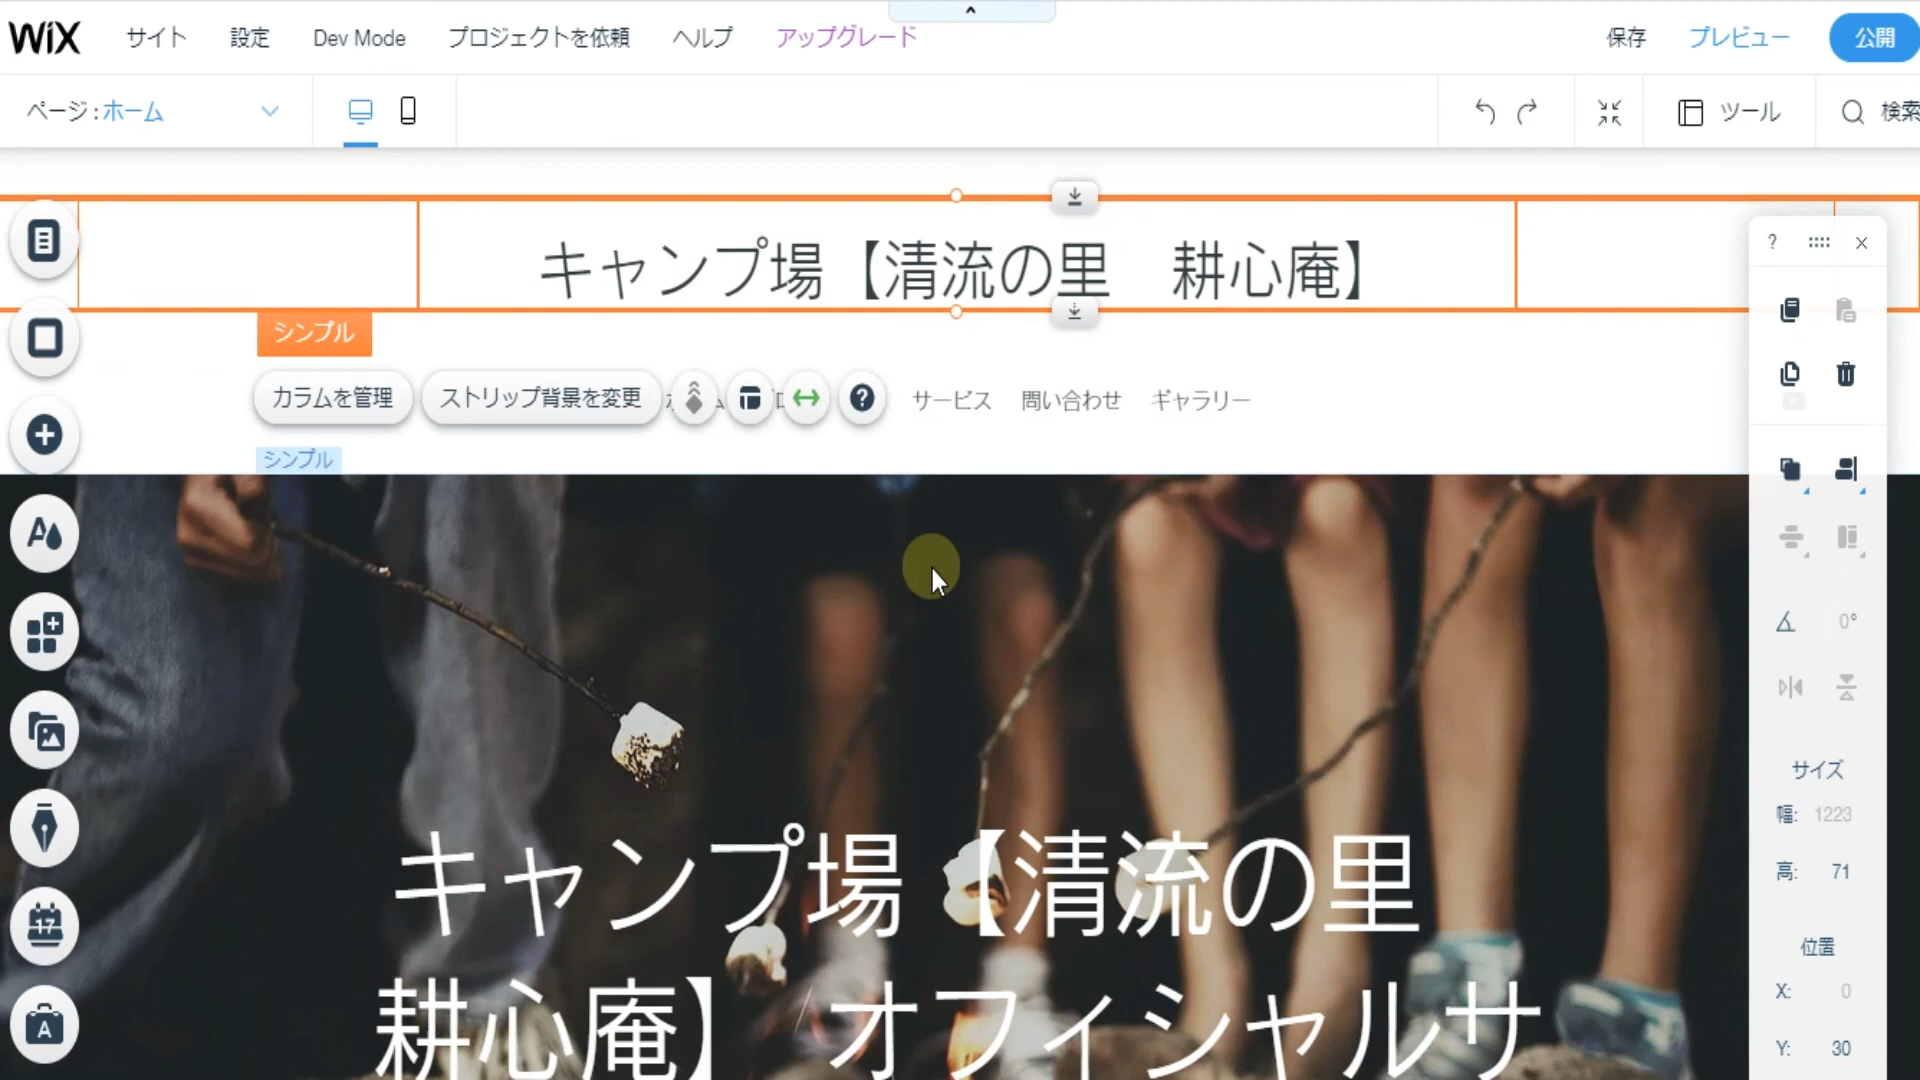 WiX サイト 設定 Dev Mode プロジェクトを依頼 ヘルプ アップグレード 保存 プレビュー 公開
ページ : ホーム ツール 検索
キャンプ場【清流の里　耕心庵】
シンプル
カラムを管理 ストリップ背景を変更 サービス 問い合わせ ギャラリー
シンプル
0°
サイズ
幅: 1223
高: 71
位置
X: 0
Y: 30
17
A
キャンプ場【清流の里
耕心庵】 オフィシャルサ